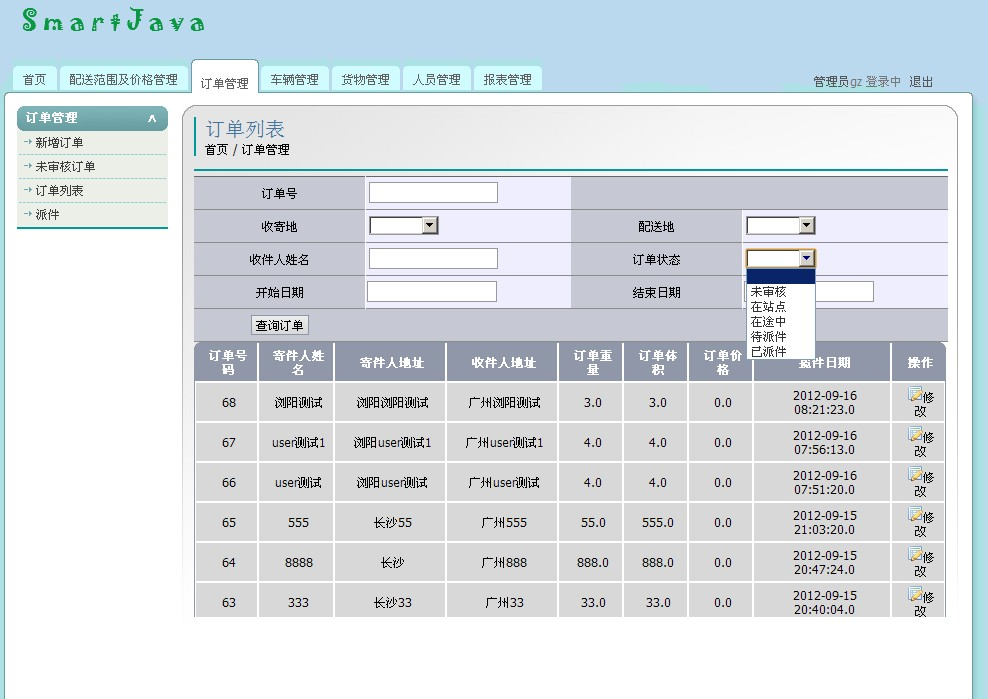 SmartJava
首页 配送范围及价格管理 订单管理 车辆管理 货物管理 人员管理 报表管理 管理员gz 登录中 退出
订单管理
新增订单
未审核订单
订单列表
派件
订单列表
首页 / 订单管理
订单号
收寄地 配送地
收件人姓名 订单状态
开始日期 结束日期
未审核
在站点
在途中
待派件
已派件
查询订单
订单号码 寄件人姓名 寄件人地址 收件人地址 订单重量 订单体积 订单价格 件日期 操作
68 浏阳测试 浏阳浏阳测试 广州浏阳测试 3.0 3.0 0.0 2012-09-16 08:21:23.0 修改
67 user测试1 浏阳user测试1 广州user测试1 4.0 4.0 0.0 2012-09-16 07:56:13.0 修改
66 user测试 浏阳user测试 广州user测试 4.0 4.0 0.0 2012-09-16 07:51:20.0 修改
65 555 长沙55 广州555 55.0 555.0 0.0 2012-09-15 21:03:20.0 修改
64 8888 长沙 广州888 888.0 888.0 0.0 2012-09-15 20:47:24.0 修改
63 333 长沙33 广州33 33.0 33.0 0.0 2012-09-15 20:40:04.0 修改